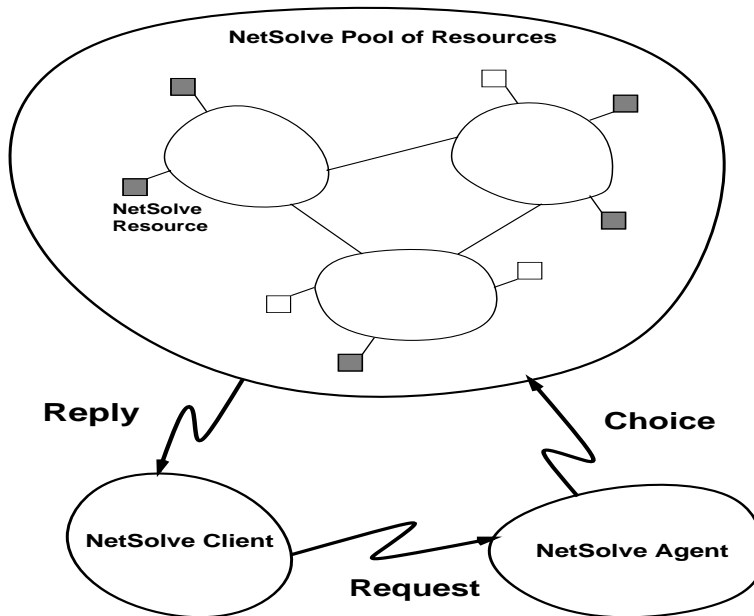 NetSolve Pool of Resources
NetSolve
Resource
Reply
Choice
NetSolve Client
NetSolve Agent
Request